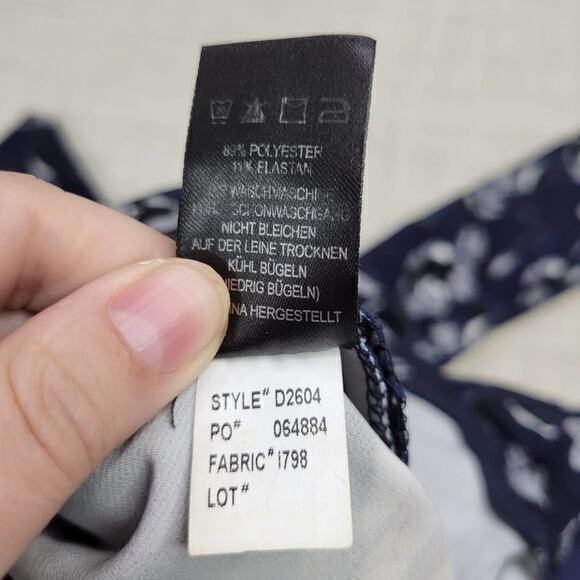 89% POLYESTER
11% ELASTAN
NICHT BLEICHEN
AUF DER LEINE TROCKNEN
KÜHL BÜGELN
BÜGELN)
HERGESTELLT
STYLE# D2604
PO# 064884
FABRIC# i798
LOT#